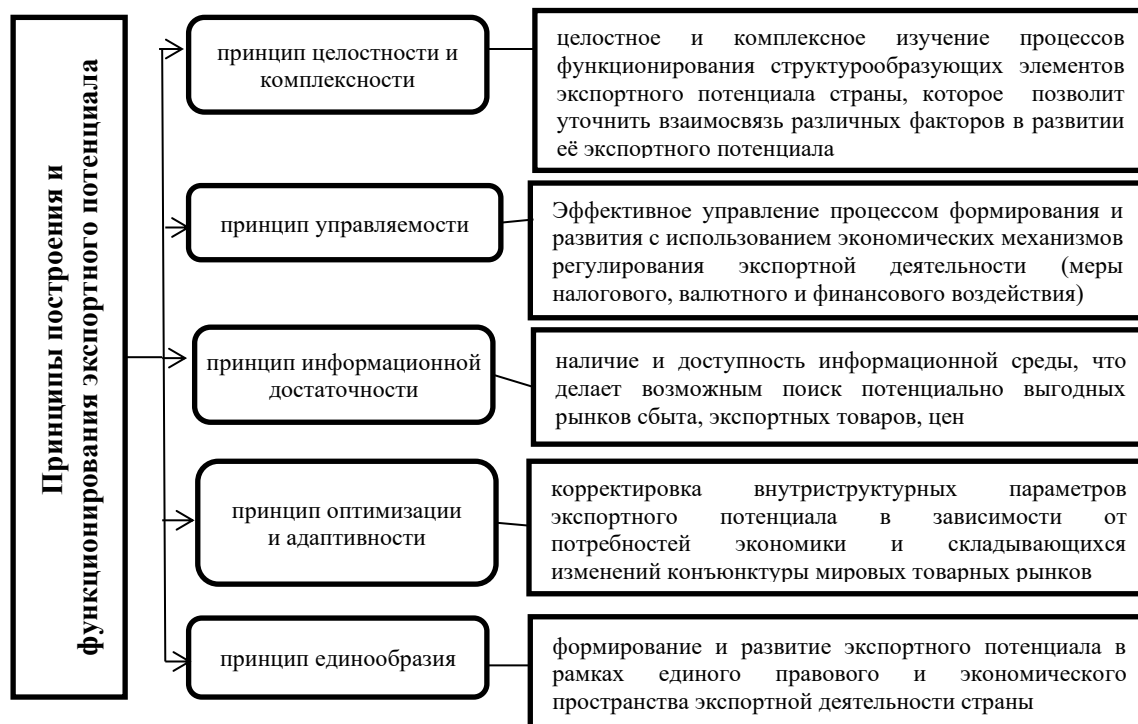 Принципы построения и
функционирования экспортного потенциала
принцип целостности и
комплексности
целостное и комплексное изучение процессов
функционирования структурообразующих элементов
экспортного потенциала страны, которое позволит
уточнить взаимосвязь различных факторов в развитии
её экспортного потенциала
принцип управляемости
Эффективное управление процессом формирования и
развития с использованием экономических механизмов
регулирования экспортной деятельности (меры
налогового, валютного и финансового воздействия)
принцип информационной
достаточности
наличие и доступность информационной среды, что
делает возможным поиск потенциально выгодных
рынков сбыта, экспортных товаров, цен
принцип оптимизации
и адаптивности
корректировка внутриструктурных параметров
экспортного потенциала в зависимости от
потребностей экономики и складывающихся
изменений конъюнктуры мировых товарных рынков
принцип единообразия
формирование и развитие экспортного потенциала в
рамках единого правового и экономического
пространства экспортной деятельности страны